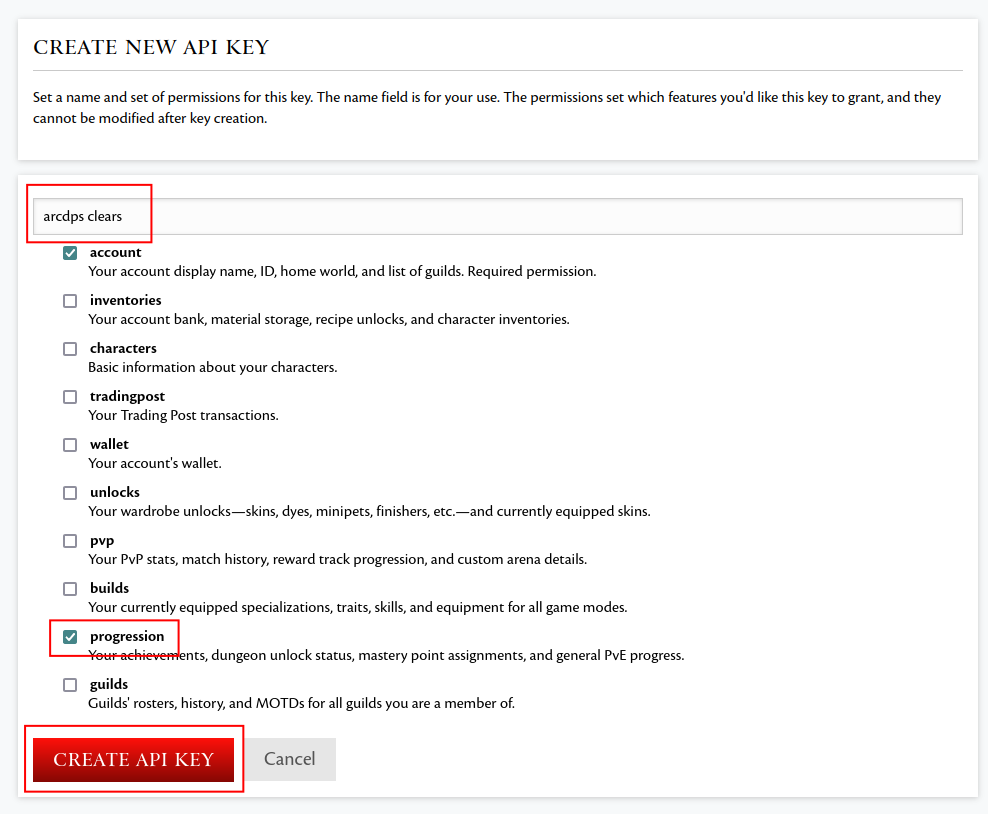 CREATE NEW API KEY
Set a name and set of permissions for this key. The name field is for your use. The permissions set which features you'd like this key to grant, and they
cannot be modified after key creation.
arcdps clears
account
Your account display name, ID, home world, and list of guilds. Required permission.
inventories
Your account bank, material storage, recipe unlocks, and character inventories.
characters
Basic information about your characters.
tradingpost
Your Trading Post transactions.
wallet
Your account's wallet.
unlocks
Your wardrobe unlocks—skins, dyes, minipets, finishers, etc.—and currently equipped skins.
pvp
Your PvP stats, match history, reward track progression, and custom arena details.
builds
Your currently equipped specializations, traits, skills, and equipment for all game modes.
progression
Your achievements, dungeon unlock status, mastery point assignments, and general PvE progress.
guilds
Guilds' rosters, history, and MOTDs for all guilds you are a member of.
CREATE API KEY Cancel